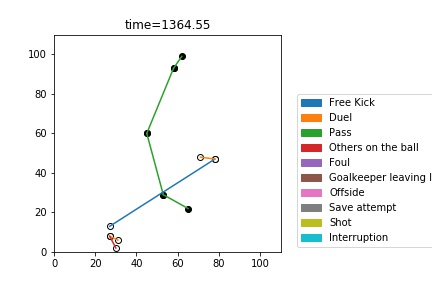 time=1364.55
100
80
60
40
20
0
0 20 40 60 80 100
Free Kick
Duel
Pass
Others on the ball
Foul
Goalkeeper leaving l
Offside
Save attempt
Shot
Interruption